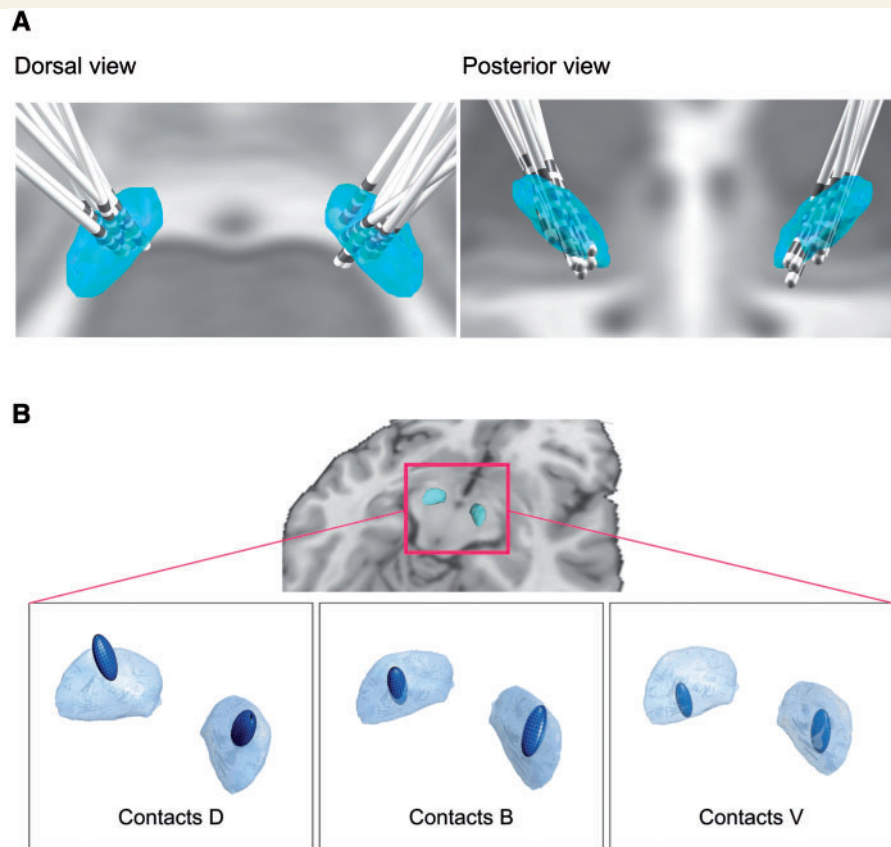 A
Dorsal view
Posterior view
B
Contacts D
Contacts B
Contacts V